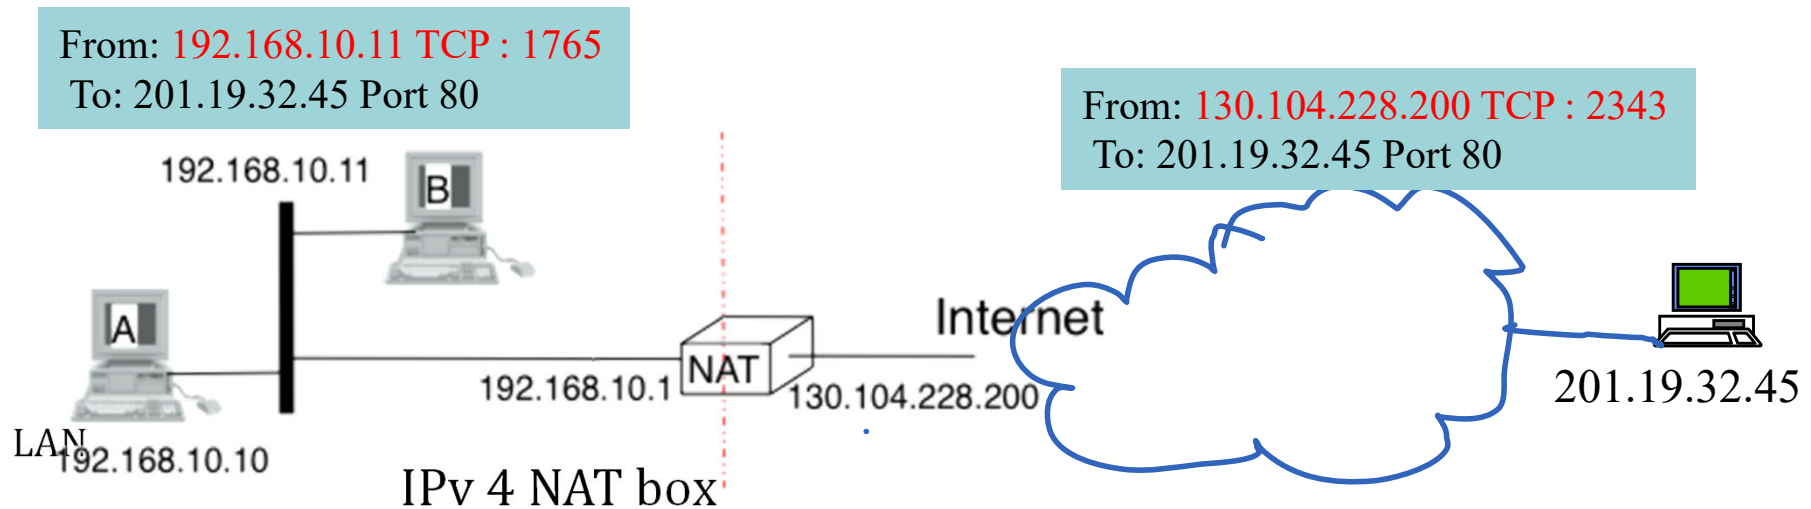 From: 192.168.10.11 TCP : 1765
To: 201.19.32.45 Port 80
From: 130.104.228.200 TCP : 2343
To: 201.19.32.45 Port 80
192.168.10.11
B
A
Internet
NAT
192.168.10.1
130.104.228.200
201.19.32.45
LAN
192.168.10.10
IPv 4 NAT box